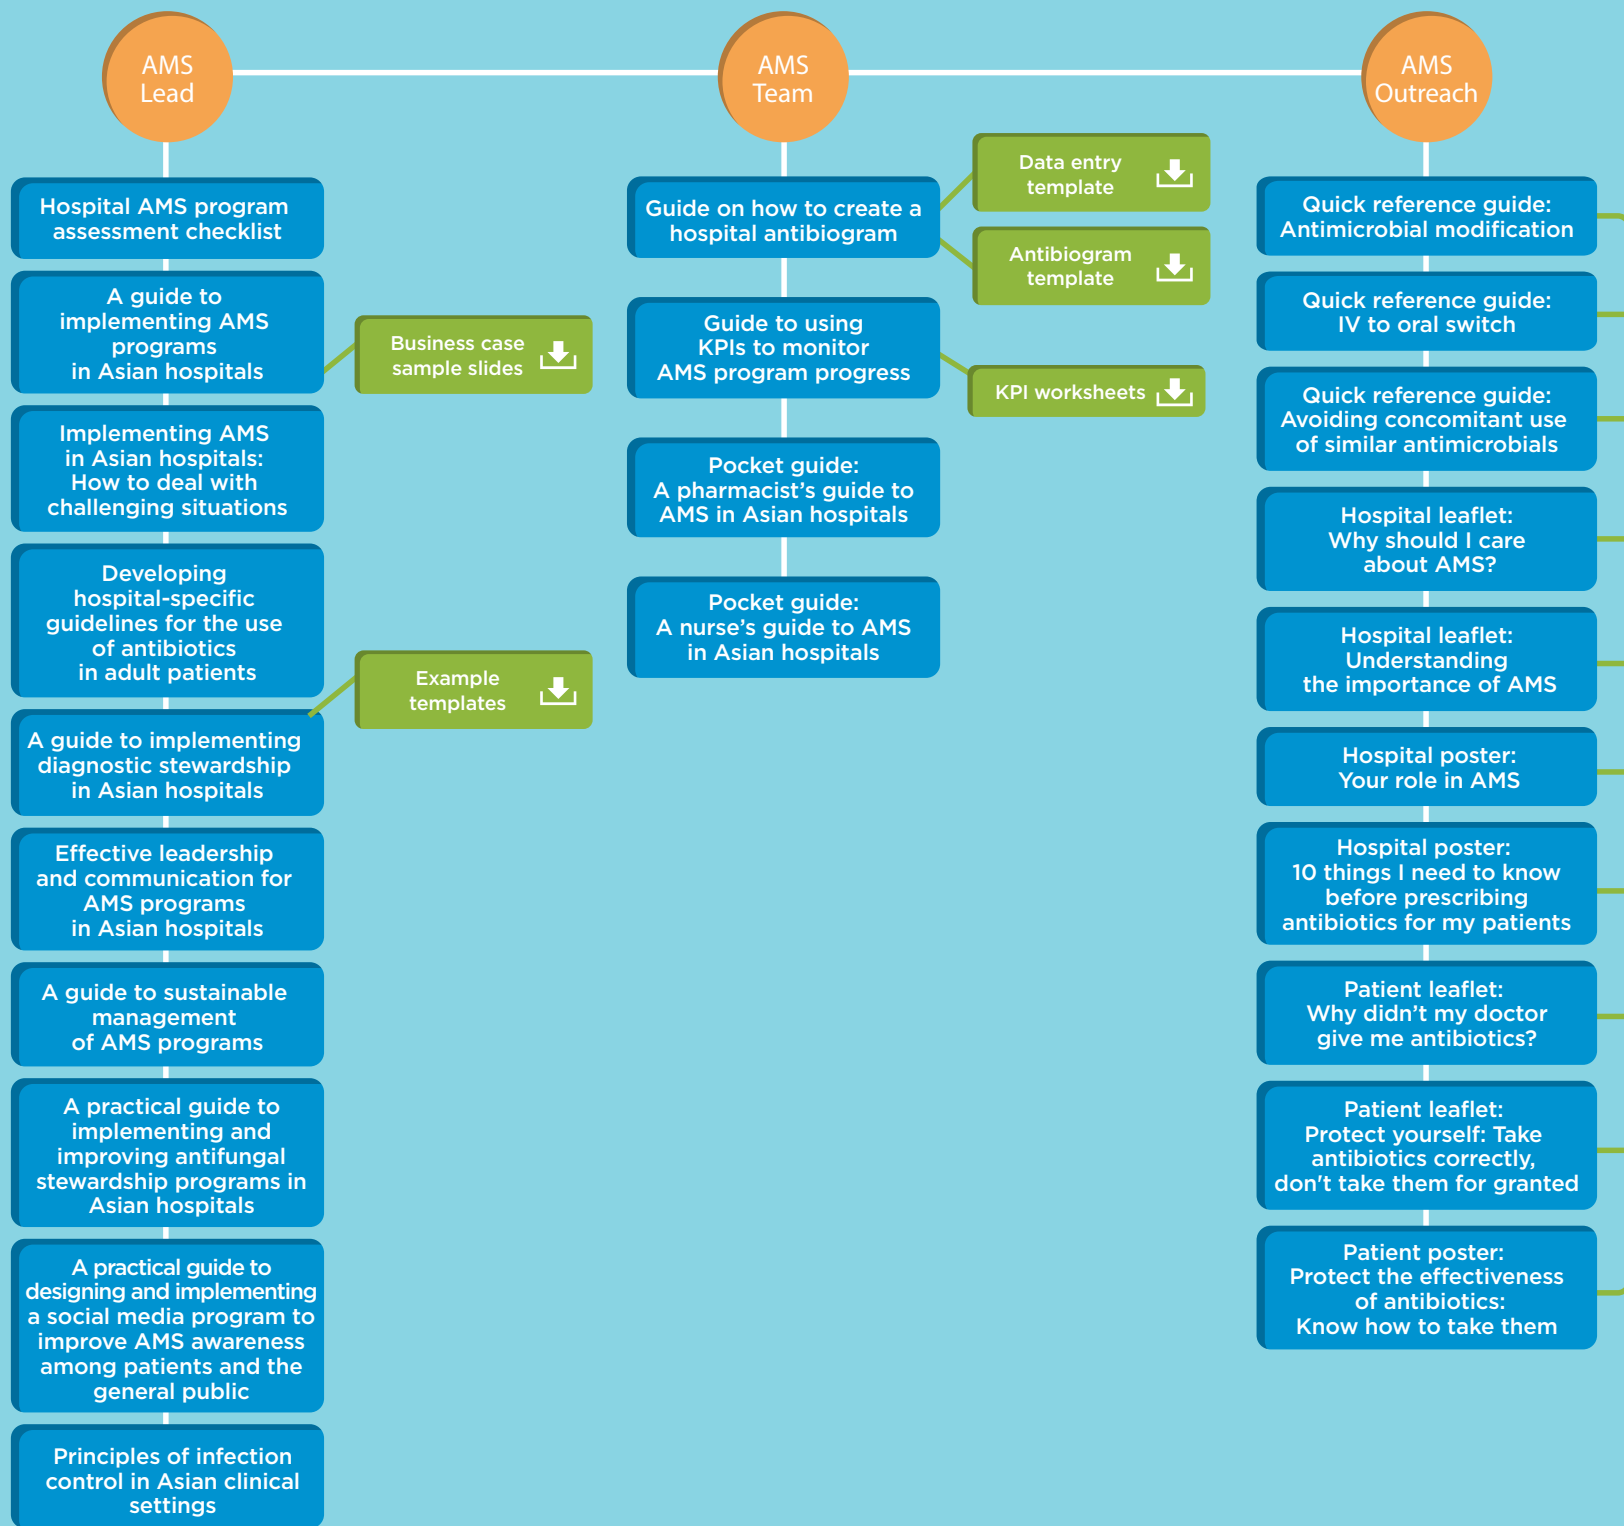 AMS
Lead
Hospital AMS program
assessment checklist
A guide to
implementing AMS
programs
in Asian hospitals
Business case
sample slides
Implementing AMS
in Asian hospitals:
How to deal with
challenging situations
Developing
hospital-specific
guidelines for the use
of antibiotics
in adult patients
Example
templates
A guide to implementing
diagnostic stewardship
in Asian hospitals
Effective leadership
and communication for
AMS programs
in Asian hospitals
A guide to sustainable
management
of AMS programs
A practical guide to
implementing and
improving antifungal
stewardship programs in
Asian hospitals
A practical guide to
designing and implementing
a social media program to
improve AMS awareness
among patients and the
general public
Principles of infection
control in Asian clinical
settings
AMS
Team
Guide on how to create a
hospital antibiogram
Data entry
template
Antibiogram
template
Guide to using
KPIs to monitor
AMS program progress
KPI worksheets
Pocket guide:
A pharmacist’s guide to
AMS in Asian hospitals
Pocket guide:
A nurse’s guide to AMS
in Asian hospitals
AMS
Outreach
Quick reference guide:
Antimicrobial modification
Quick reference guide:
IV to oral switch
Quick reference guide:
Avoiding concomitant use
of similar antimicrobials
Hospital leaflet:
Why should I care
about AMS?
Hospital leaflet:
Understanding
the importance of AMS
Hospital poster:
Your role in AMS
Hospital poster:
10 things I need to know
before prescribing
antibiotics for my patients
Patient leaflet:
Why didn’t my doctor
give me antibiotics?
Patient leaflet:
Protect yourself: Take
antibiotics correctly,
don't take them for granted
Patient poster:
Protect the effectiveness
of antibiotics:
Know how to take them